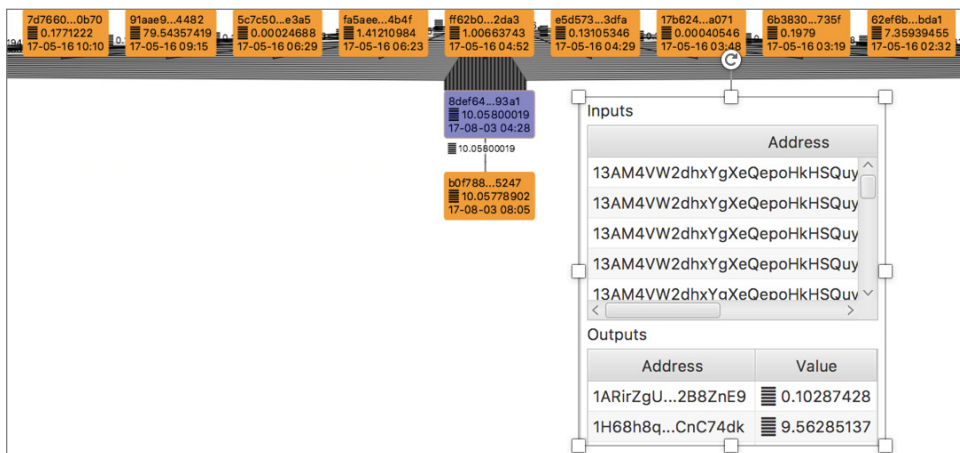 7d7660...0b70
0.1771222
17-05-16 10:10
91aae9...4482
79.54357419
17-05-16 09:15
5c7c50...e3a5
0.00024688
17-05-16 06:29
fa5aee...4b4f
1.41210984
17-05-16 06:23
ff62b0...2da3
1.00663743
17-05-16 04:52
e5d573...3dfa
0.13105346
17-05-16 04:29
17b624...a071
0.00040546
17-05-16 03:48
6b3830...735f
0.1979
17-05-16 03:19
62ef6b...bda1
7.35939455
17-05-16 02:32
8def64...93a1
10.05800019
17-08-03 04:28
10.05800019
b0f788...5247
10.05778902
17-08-03 08:05
Inputs
Address
13AM4VW2dhxYgXeQepoHkHSQuy
13AM4VW2dhxYgXeQepoHkHSQuy
13AM4VW2dhxYgXeQepoHkHSQuy
13AM4VW2dhxYgXeQepoHkHSQuy
13AM4VW2dhxYgXeQepoHkHSQuy
Outputs
Address Value
1ARirZgU...2B8ZnE9 0.10287428
1H68h8q...CnC74dk 9.56285137